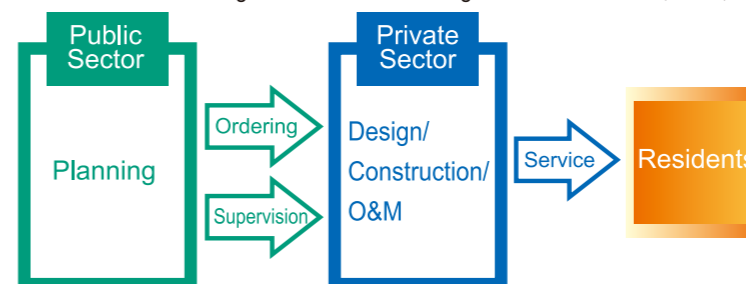 Public
Sector
Planning
Ordering
Supervision
Private
Sector
Design/
Construction/
O&M
Service
Residents